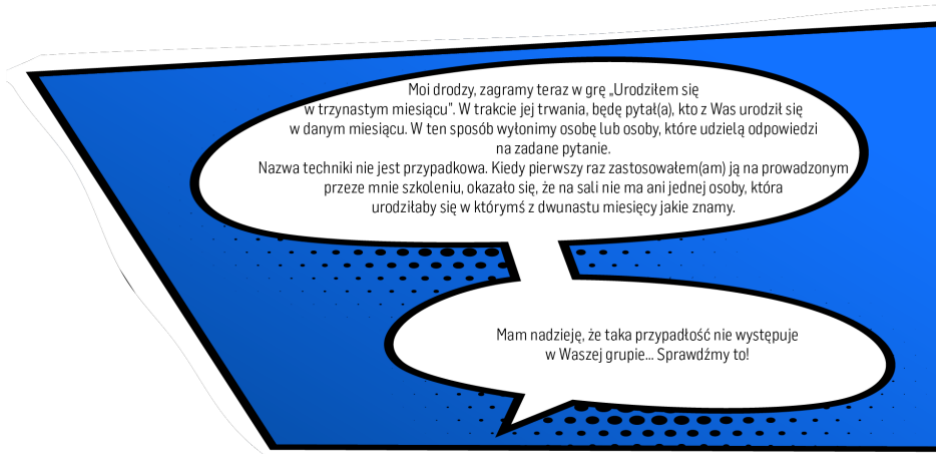 Moi drodzy, zagramy teraz w grę „Urodziłem się
w trzynastym miesiącu”. W trakcie jej trwania, będę pytał(a), kto z Was urodził się
w danym miesiącu. W ten sposób wyłonimy osobę lub osoby, które udzielą odpowiedzi
na zadane pytanie.
Nazwa techniki nie jest przypadkowa. Kiedy pierwszy raz zastosowałem(am) ją na prowadzonym
przeze mnie szkoleniu, okazało się, że na sali nie ma ani jednej osoby, która
urodziłaby się w którymś z dwunastu miesięcy jakie znamy.
Mam nadzieję, że taka przypadłość nie występuje
w Waszej grupie... Sprawdźmy to!